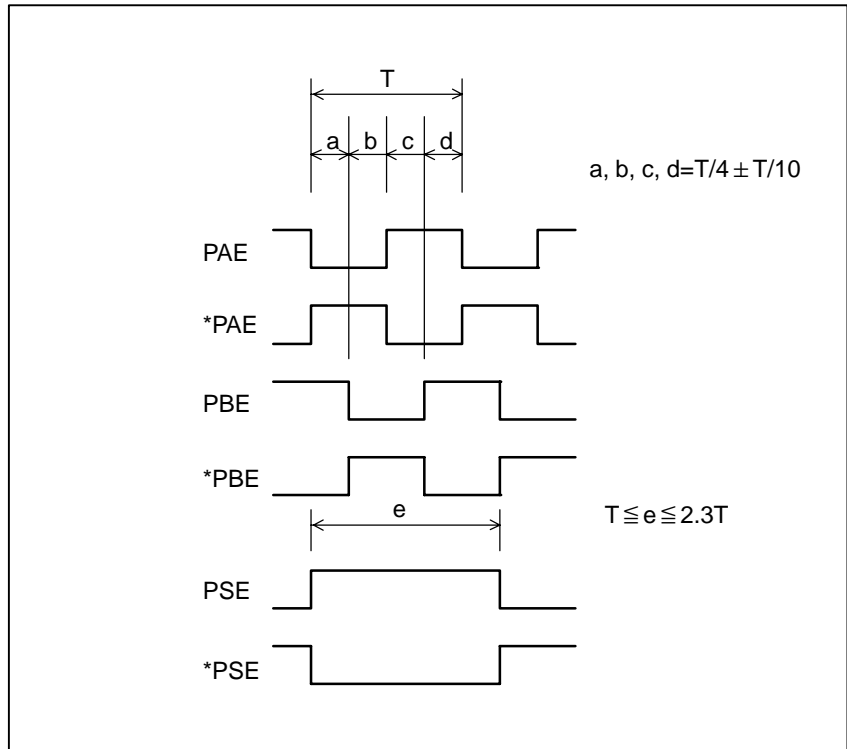 T
a b c d
a, b, c, d=T/4±T/10
PAE
*PAE
PBE
*PBE
e
T≦e≦2.3T
PSE
*PSE